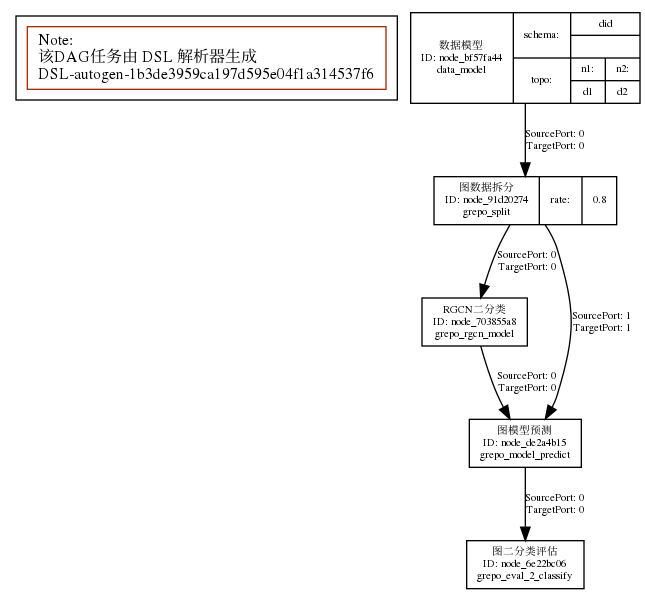 Note:
该DAG任务由 DSL 解析器生成
DSL-autogen-1b3de3959ca197d595e04f1a314537f6
数据模型
ID: node_bf57fa44
data_model
schema:
did
topo:
n1:
n2:
d1
d2
SourcePort: 0
TargetPort: 0
图数据拆分
ID: node_91d20274
grepo_split
rate:
0.8
SourcePort: 0
TargetPort: 0
RGCN二分类
ID: node_703855a8
grepo_rgcn_model
SourcePort: 1
TargetPort: 1
SourcePort: 0
TargetPort: 0
图模型预测
ID: node_de2a4b15
grepo_model_predict
SourcePort: 0
TargetPort: 0
图二分类评估
ID: node_6e22bc06
grepo_eval_2_classify